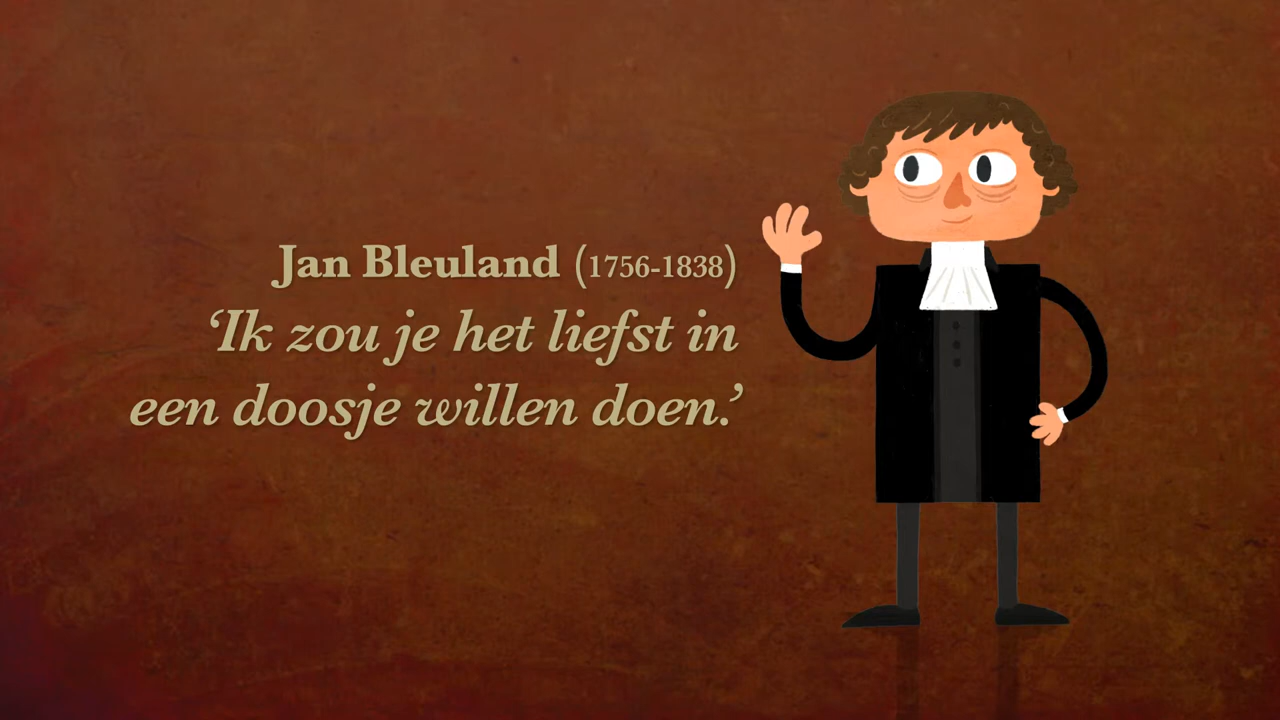 Jan Bleuland (1756-1838)
‘Ik zou je het liefst in
een doosje willen doen.’